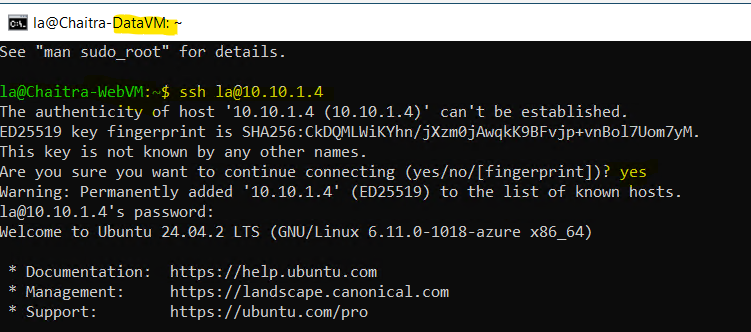 la@Chaitra-DataVM: ~
See "man sudo_root" for details.
la@Chaitra-WebVM:~$ ssh la@10.10.1.4
The authenticity of host '10.10.1.4 (10.10.1.4)' can't be established.
ED25519 key fingerprint is SHA256:CkDQMLWiKYhn/jXzm0jAwqkK9BFvjp+vnBol7Uom7yM.
This key is not known by any other names.
Are you sure you want to continue connecting (yes/no/[fingerprint])? yes
Warning: Permanently added '10.10.1.4' (ED25519) to the list of known hosts.
la@10.10.1.4's password:
Welcome to Ubuntu 24.04.2 LTS (GNU/Linux 6.11.0-1018-azure x86_64)
* Documentation:  https://help.ubuntu.com
* Management:     https://landscape.canonical.com
* Support:        https://ubuntu.com/pro